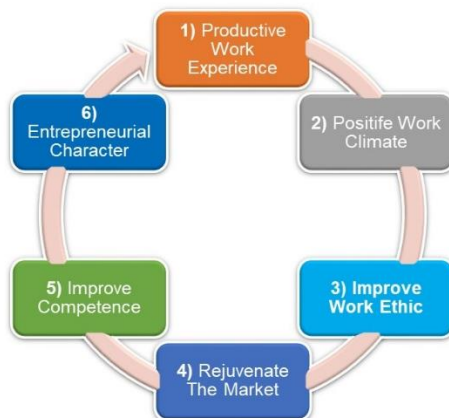 1) Productive
Work
Experience
2) Positife Work
Climate
3) Improve
Work Ethic
4) Rejuvenate
The Market
5) Improve
Competence
6)
Entrepreneurial
Character